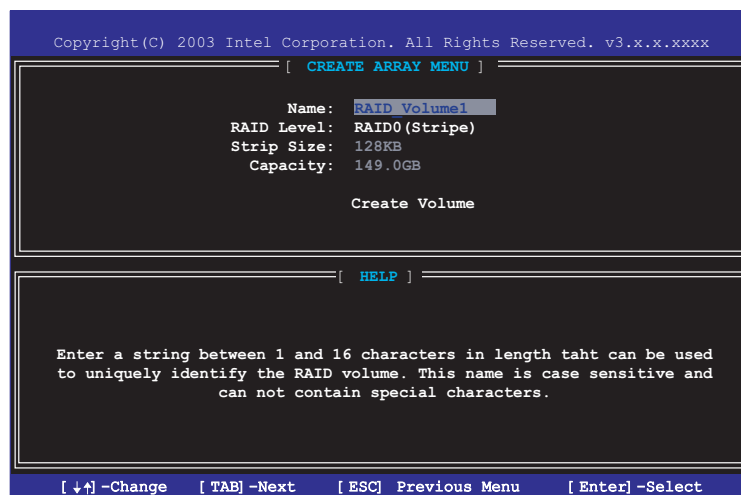 Copyright(C) 2003 Intel Corporation. All Rights Reserved. v3.x.x.xxxx
[ CREATE ARRAY MENU ]
Name: RAID_Volume1
RAID Level: RAID0(Stripe)
Strip Size: 128KB
Capacity: 149.0GB
Create Volume
[ HELP ]
Enter a string between 1 and 16 characters in length taht can be used
to uniquely identify the RAID volume. This name is case sensitive and
can not contain special characters.
[↓↑]-Change [TAB]-Next [ESC] Previous Menu [Enter]-Select